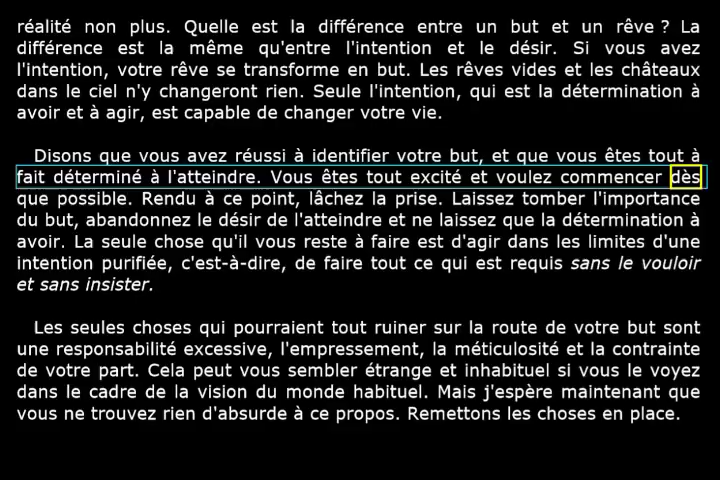 réalité non plus. Quelle est la différence entre un but et un rêve ? La
différence est la même qu'entre l'intention et le désir. Si vous avez
l'intention, votre rêve se transforme en but. Les rêves vides et les châteaux
dans le ciel n'y changeront rien. Seule l'intention, qui est la détermination à
avoir et à agir, est capable de changer votre vie.
Disons que vous avez réussi à identifier votre but, et que vous êtes tout à
fait déterminé à l'atteindre. Vous êtes tout excité et voulez commencer dès
que possible. Rendu à ce point, lâchez la prise. Laissez tomber l'importance
du but, abandonnez le désir de l'atteindre et ne laissez que la détermination à
avoir. La seule chose qu'il vous reste à faire est d'agir dans les limites d'une
intention purifiée, c'est-à-dire, de faire tout ce qui est requis sans le vouloir
et sans insister.
Les seules choses qui pourraient tout ruiner sur la route de votre but sont
une responsabilité excessive, l'empressement, la méticulosité et la contrainte
de votre part. Cela peut vous sembler étrange et inhabituel si vous le voyez
dans le cadre de la vision du monde habituel. Mais j'espère maintenant que
vous ne trouvez rien d'absurde à ce propos. Remettons les choses en place.